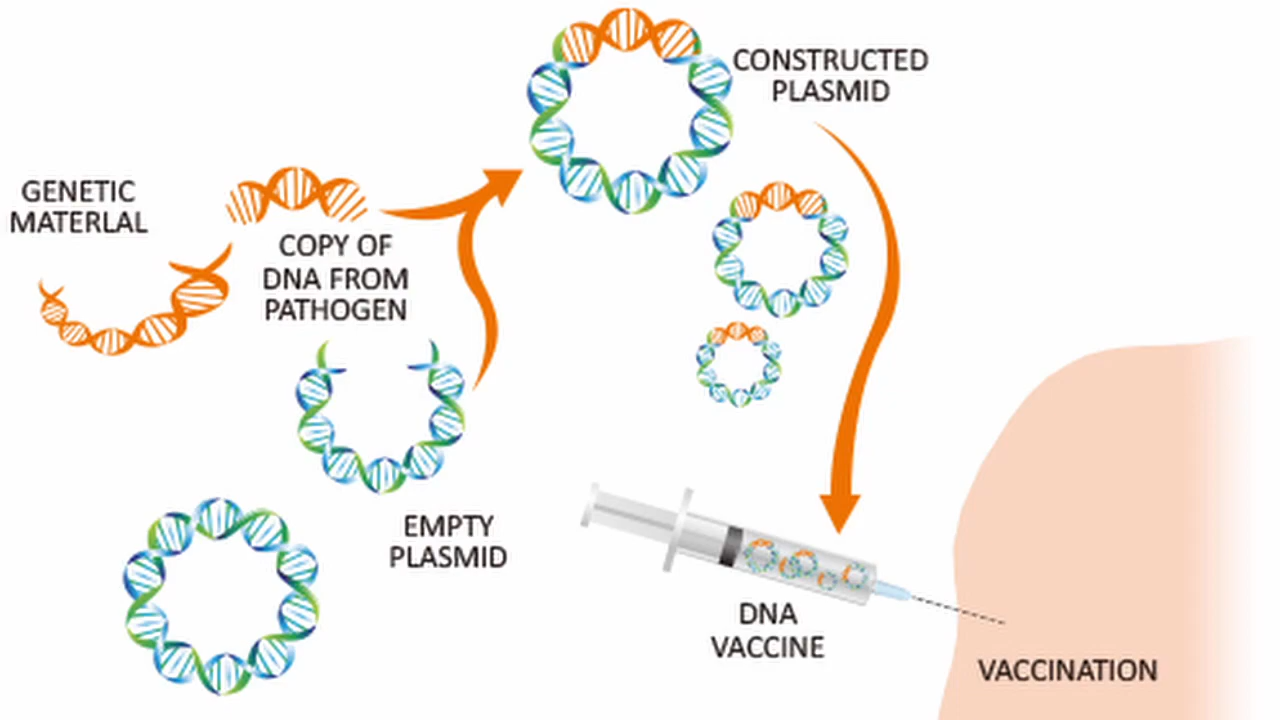 CONSTRUCTED
PLASMID
GENETIC
MATERLAL
COPY OF
DNA FROM
PATHOGEN
EMPTY
PLASMID
DNA
VACCINE
VACCINATION